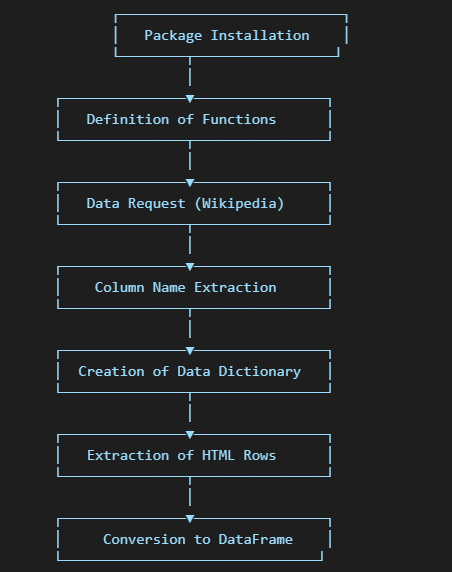 Package Installation
Definition of Functions
Data Request (Wikipedia)
Column Name Extraction
Creation of Data Dictionary
Extraction of HTML Rows
Conversion to DataFrame